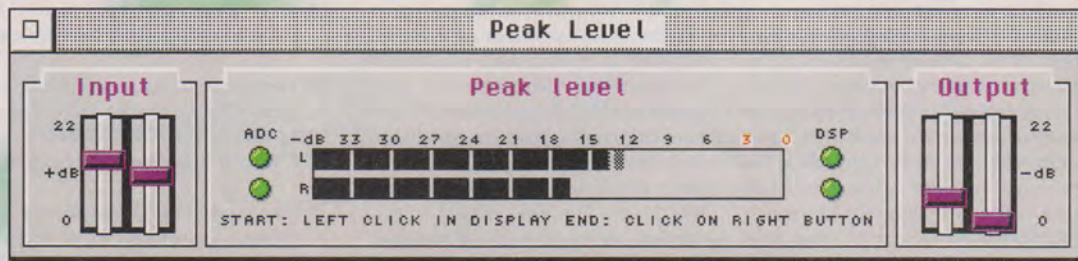 Peak Level
Input
Peak level
Output
22
+dB
0
ADC
-dB 33 30 27 24 21 18 15 12 9 6 3 0
DSP
L
R
START: LEFT CLICK IN DISPLAY END: CLICK ON RIGHT BUTTON
22
-dB
0